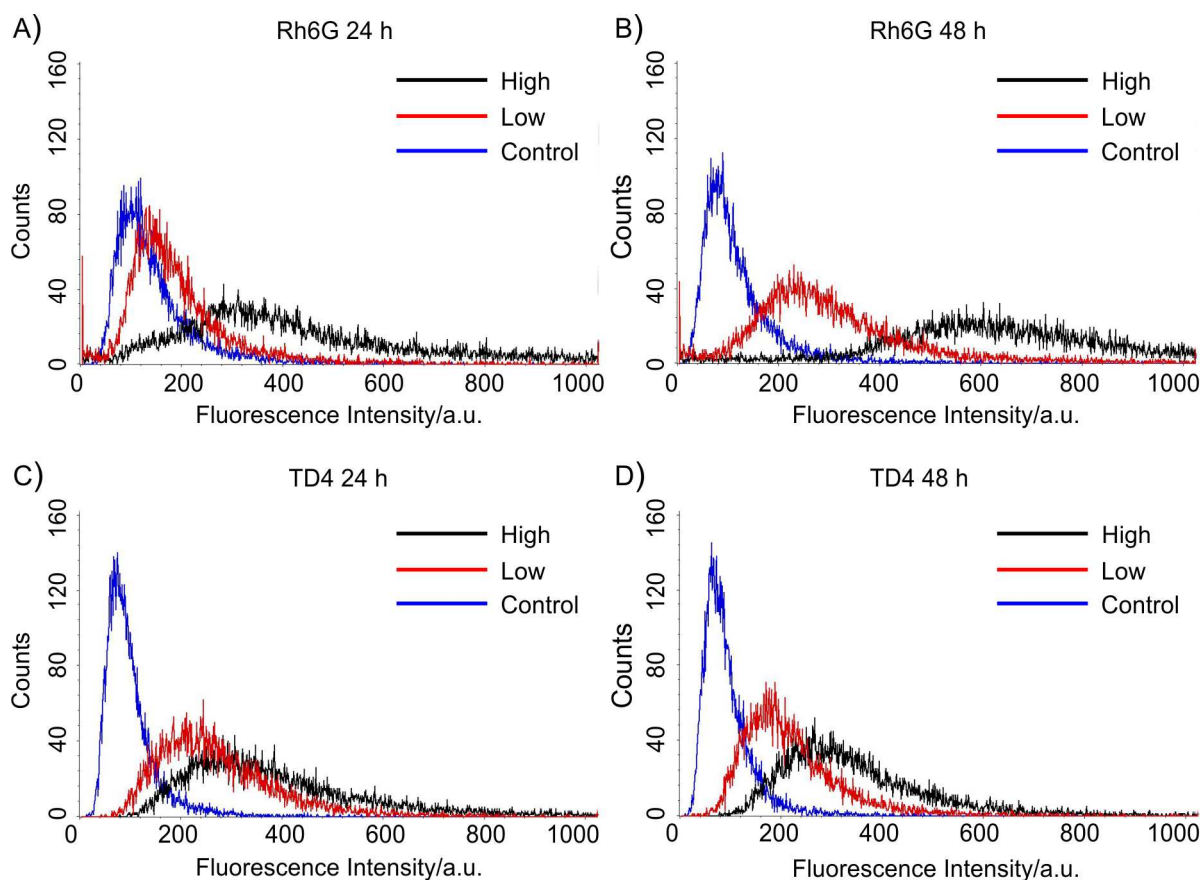 A)
Rh6G 24 h
160
120
80
40
0
Counts
High
Low
Control
200
400
600
800
1000
Fluorescence Intensity/a.u.
B)
Rh6G 48 h
160
120
80
40
0
Counts
High
Low
Control
0
200
400
600
800
1000
Fluorescence Intensity/a.u.
C)
TD4 24 h
160
120
80
40
0
Counts
High
Low
Control
0
200
400
600
800
1000
Fluorescence Intensity/a.u.
D)
TD4 48 h
160
120
80
40
0
Counts
High
Low
Control
0
200
400
600
800
1000
Fluorescence Intensity/a.u.